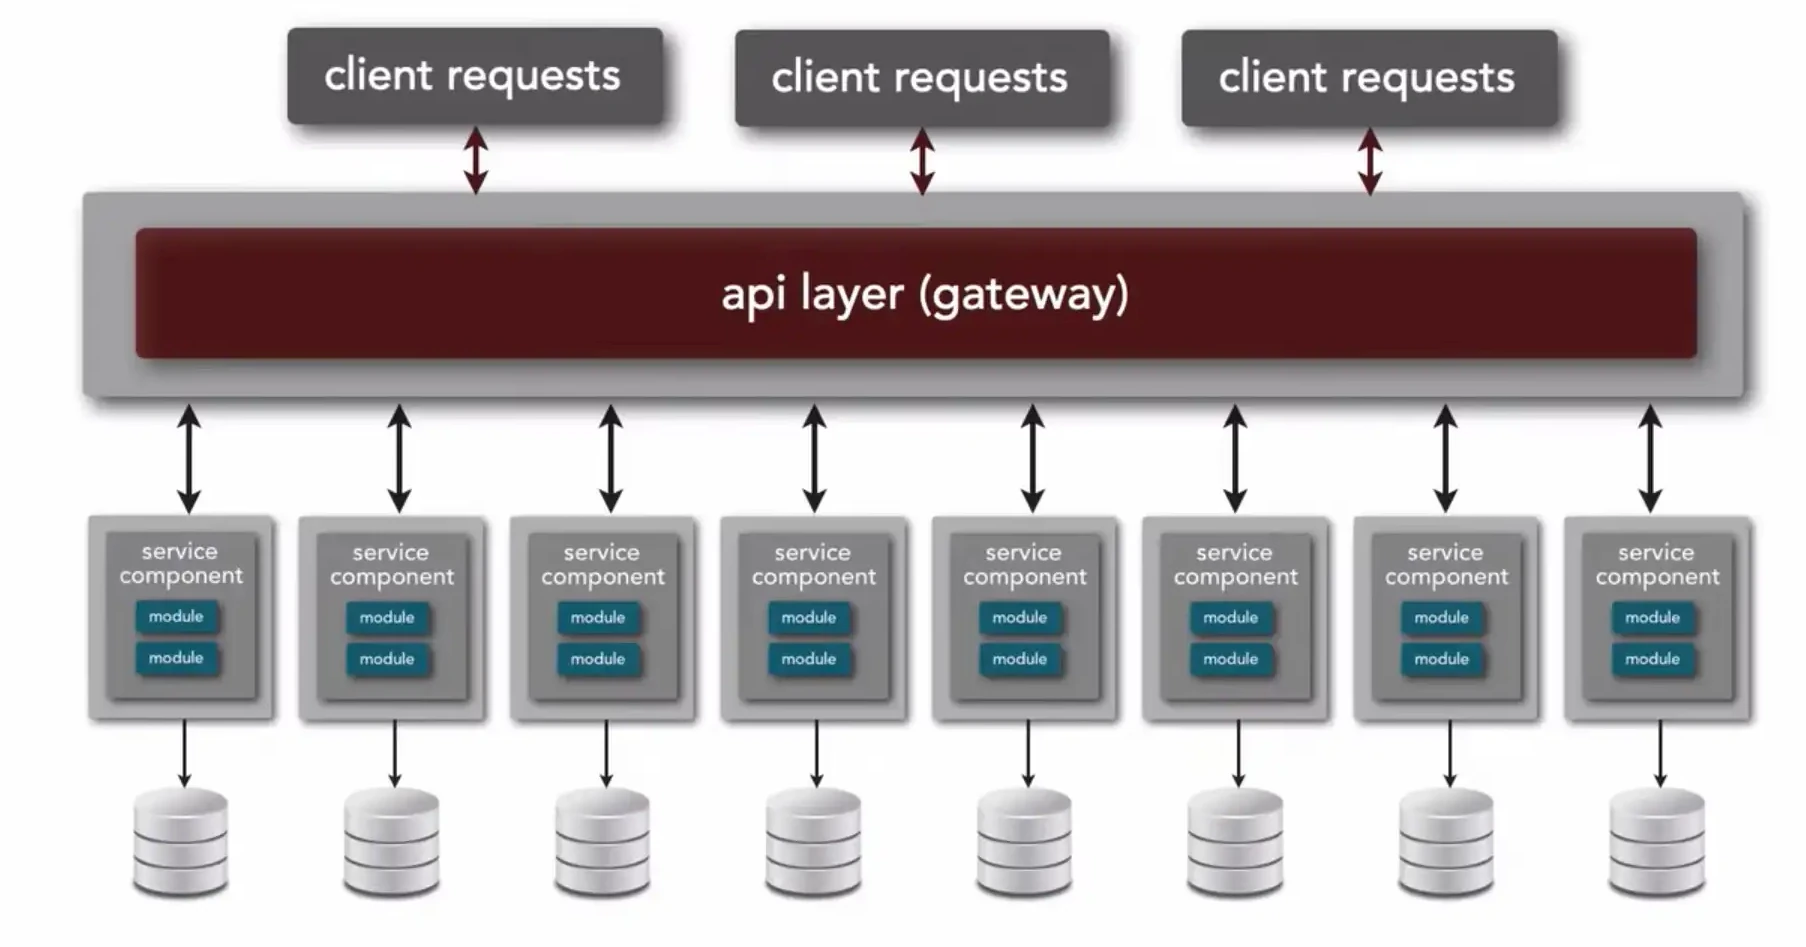 client requests
client requests
client requests
api layer (gateway)
service
component
module
module
service
component
module
module
service
component
module
module
service
component
module
module
service
component
module
module
service
component
module
module
service
component
module
module
service
component
module
module